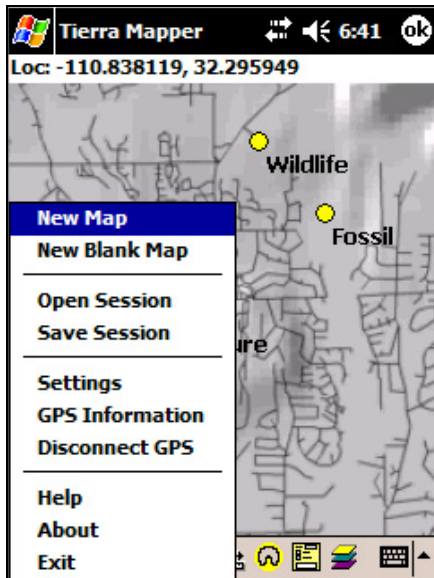 Tierra Mapper 6:41 ok
Loc: -110.838119, 32.295949
Wildlife
Fossil
ure
New Map
New Blank Map
Open Session
Save Session
Settings
GPS Information
Disconnect GPS
Help
About
Exit